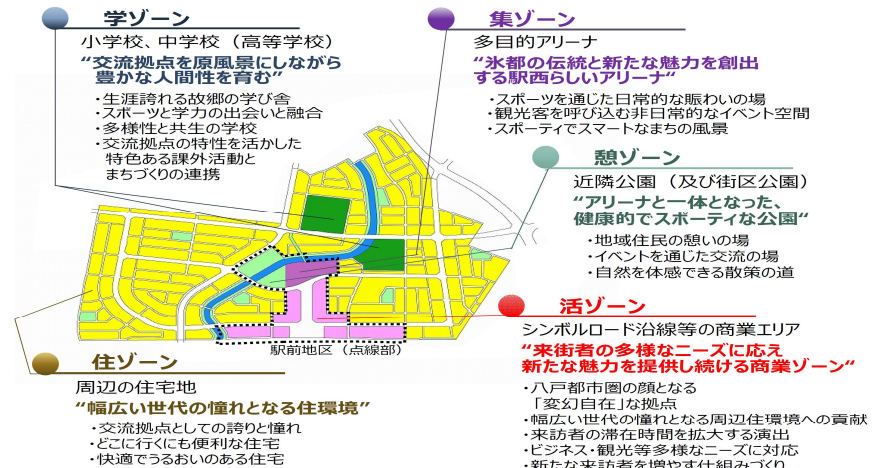 学ゾーン
小学校、中学校（高等学校）
“交流拠点を原風景にしながら
豊かな人間性を育む”
・生涯誇れる故郷の学び舎
・スポーツと学力の出会いと融合
・多様性と共生の学校
・交流拠点の特性を活かした
特色ある課外活動と
まちづくりの連携
集ゾーン
多目的アリーナ
“氷都の伝統と新たな魅力を創出
する駅西らしいアリーナ“
・スポーツを通じた日常的な賑わいの場
・観光客を呼び込む非日常的なイベント空間
・スポーティでスマートなまちの風景
憩ゾーン
近隣公園（及び街区公園）
“アリーナと一体となった、
健康的でスポーティな公園“
・地域住民の憩いの場
・イベントを通じた交流の場
・自然を体感できる散策の道
活ゾーン
シンボルロード沿線等の商業エリア
“来街者の多様なニーズに応え
新たな魅力を提供し続ける商業ゾーン“
・八戸都市圏の顔となる
「変幻自在」な拠点
・幅広い世代の憧れとなる周辺住環境への貢献
・来訪者の滞在時間を拡大する演出
・ビジネス・観光等多様なニーズに対応
・新たな来訪者を増やす仕組みづくり
駅前地区（点線部）
住ゾーン
周辺の住宅地
“幅広い世代の憧れとなる住環境”
・交流拠点としての誇りと憧れ
・どこに行くにも便利な住宅
・快適でうるおいのある住宅